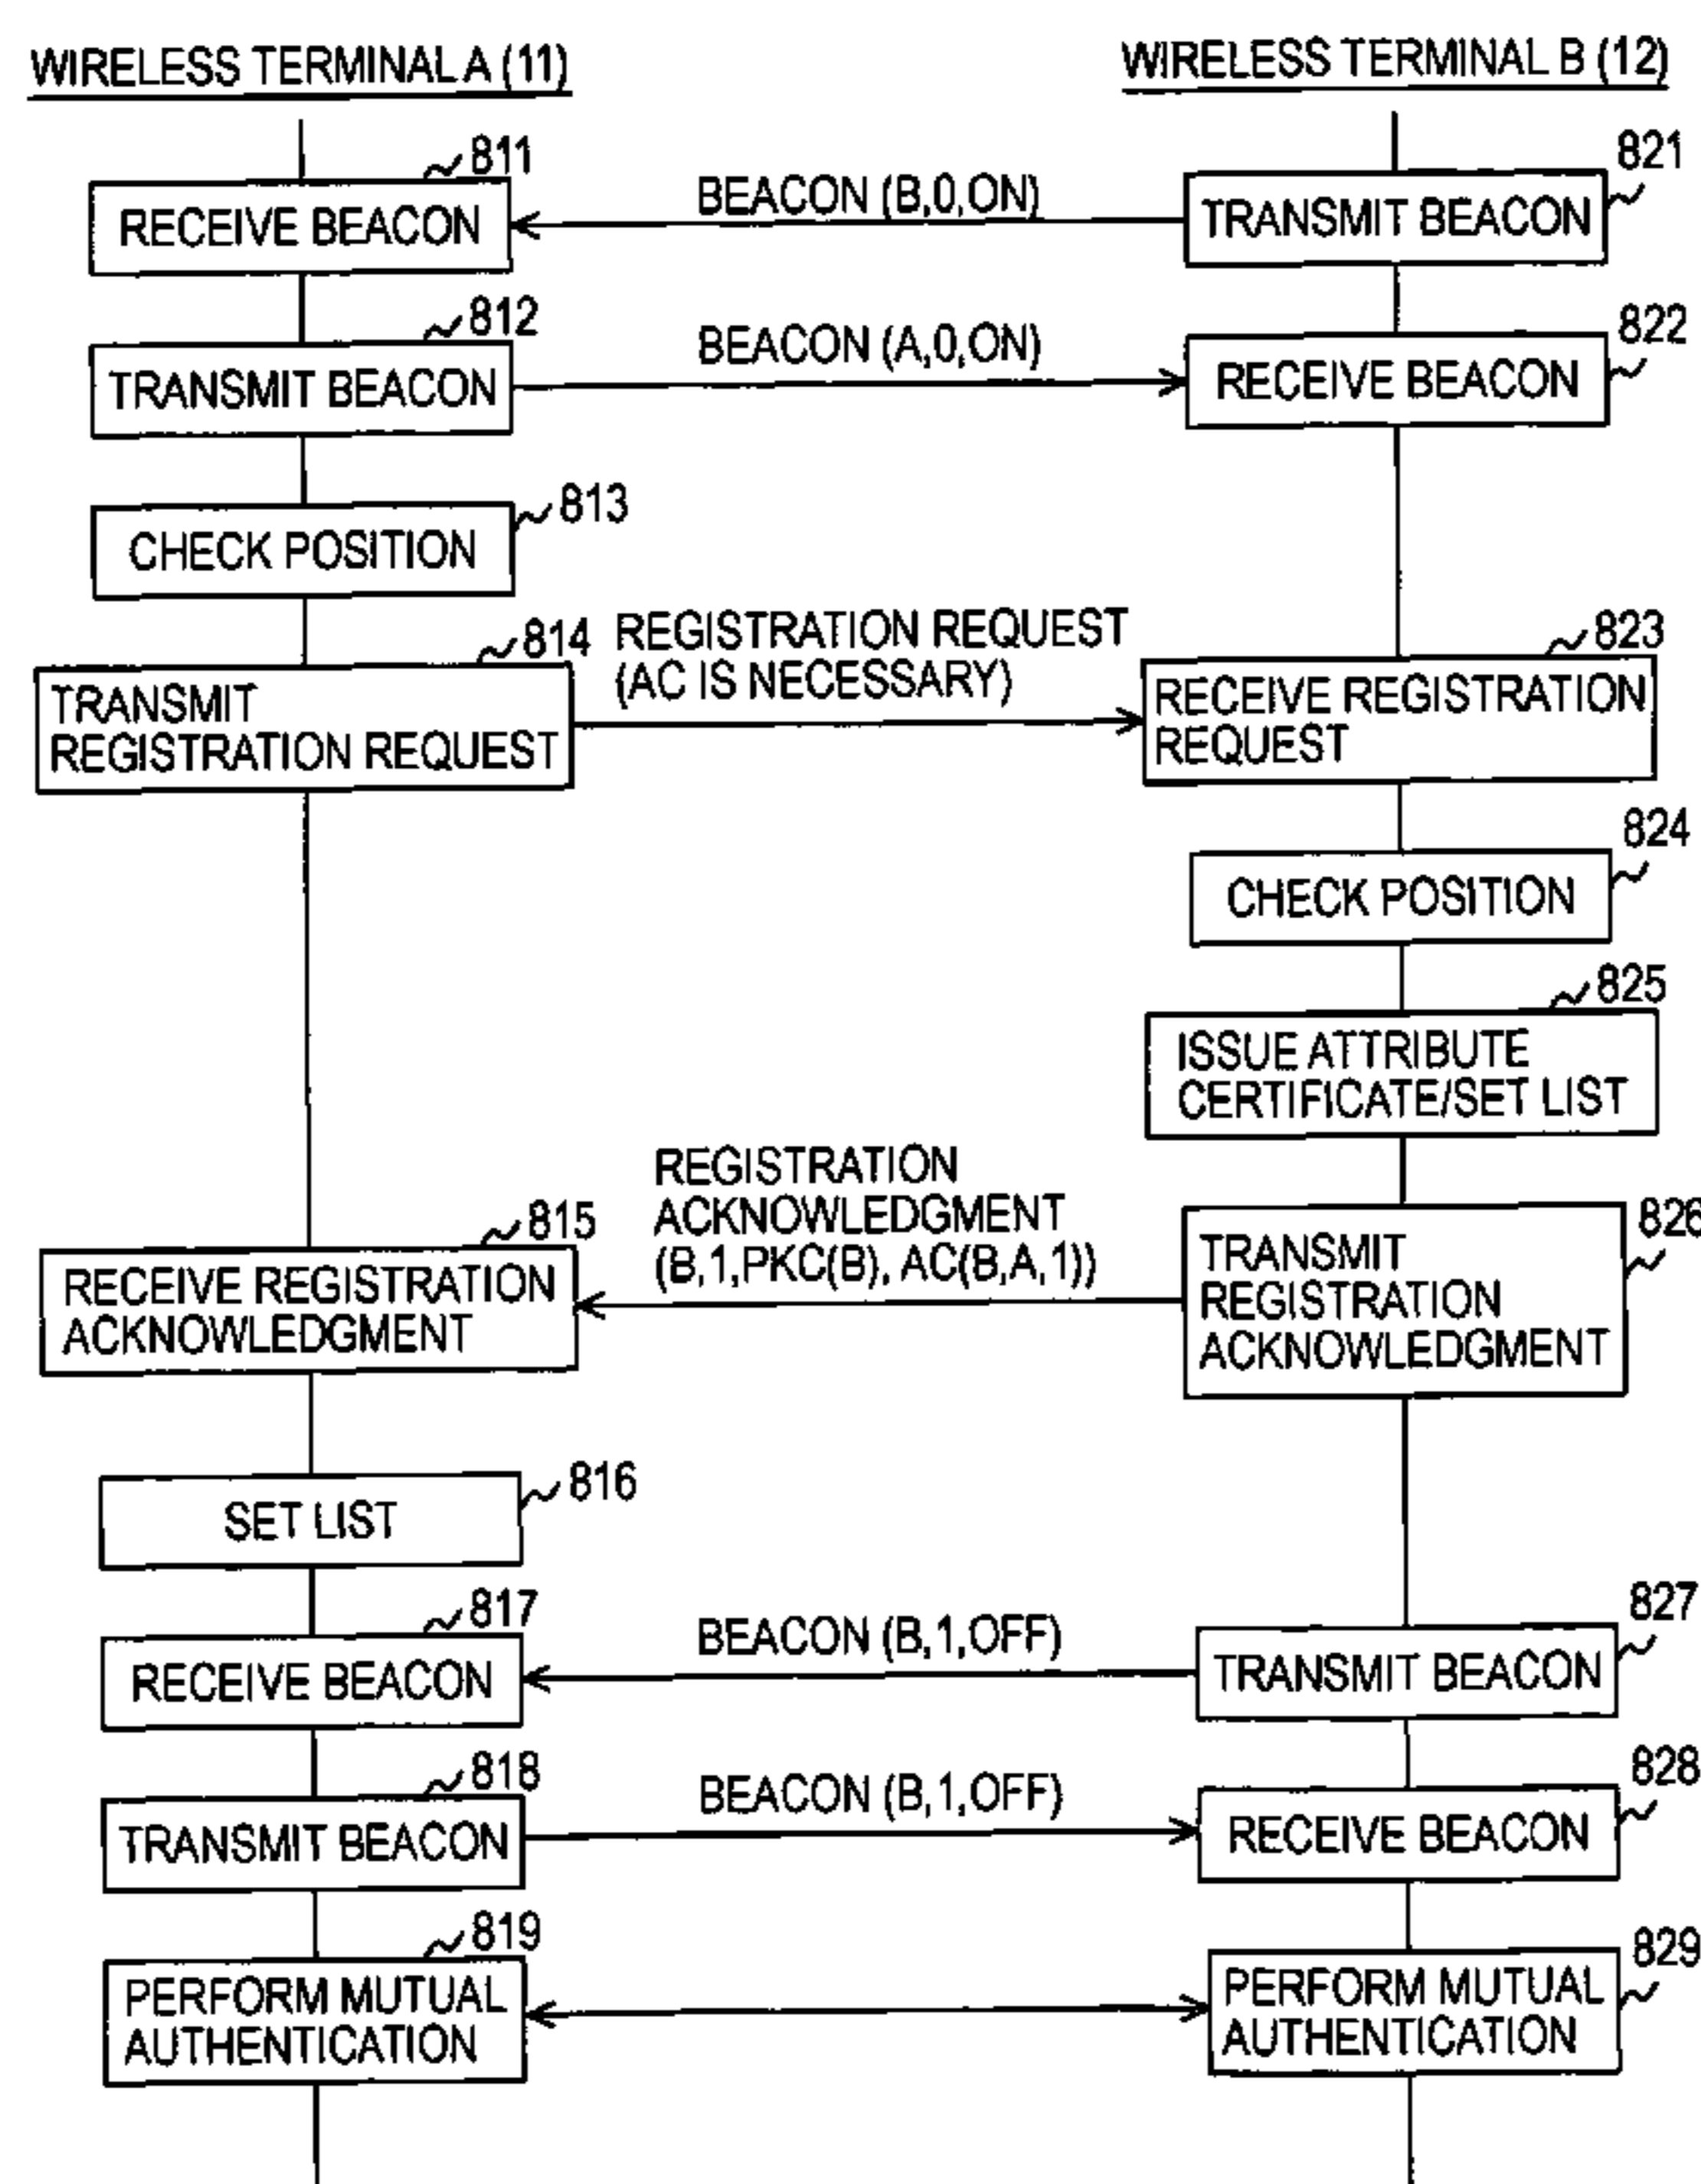 WIRELESS TERMINAL A (11)
WIRELESS TERMINAL B (12)
811
821
RECEIVE BEACON
BEACON (B,0,ON)
TRANSMIT BEACON
812
822
TRANSMIT BEACON
BEACON (A,0,ON)
RECEIVE BEACON
813
CHECK POSITION
814
REGISTRATION REQUEST
(AC IS NECESSARY)
823
TRANSMIT
REGISTRATION REQUEST
RECEIVE REGISTRATION
REQUEST
824
CHECK POSITION
825
ISSUE ATTRIBUTE
CERTIFICATE/SET LIST
REGISTRATION
ACKNOWLEDGMENT
(B,1,PKC(B), AC(B,A,1))
815
826
RECEIVE REGISTRATION
ACKNOWLEDGMENT
TRANSMIT
REGISTRATION
ACKNOWLEDGMENT
816
SET LIST
817
827
RECEIVE BEACON
BEACON (B,1,OFF)
TRANSMIT BEACON
818
828
TRANSMIT BEACON
BEACON (B,1,OFF)
RECEIVE BEACON
819
829
PERFORM MUTUAL
AUTHENTICATION
PERFORM MUTUAL
AUTHENTICATION